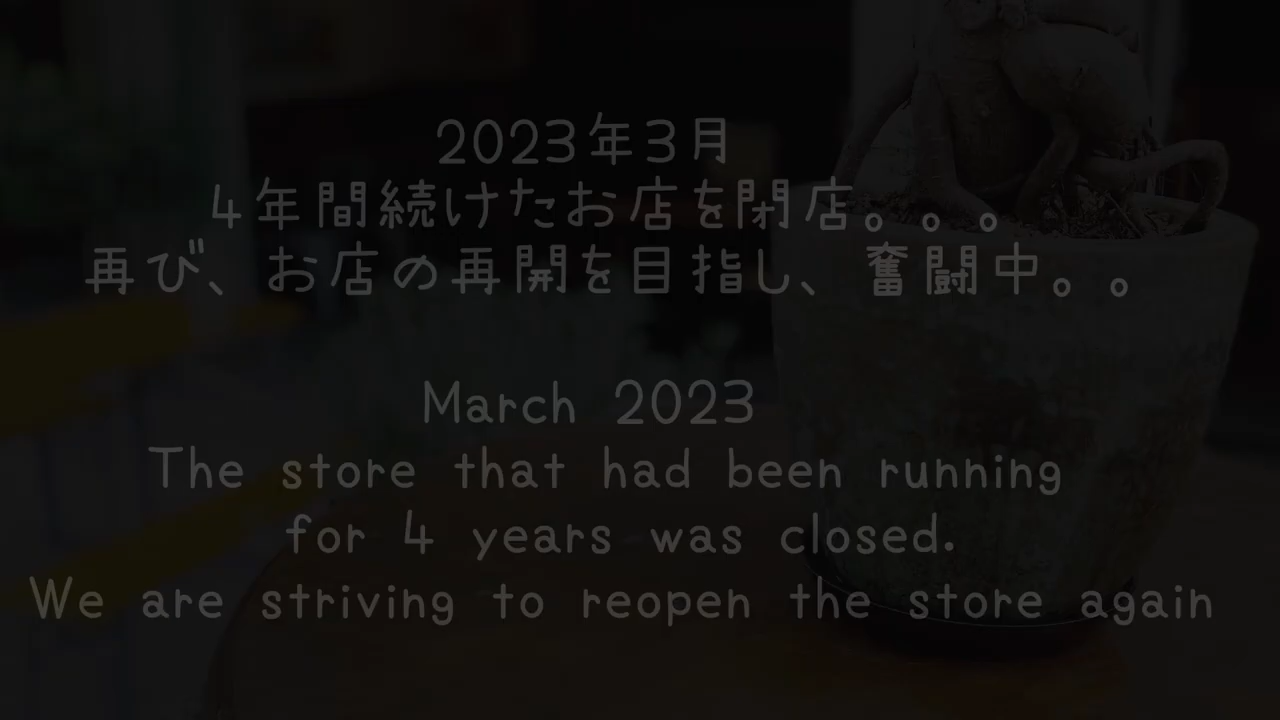 2023年3月
4年間続けたお店を閉店。。。
再び、お店の再開を目指し、奮闘中。。
March 2023
The store that had been running
for 4 years was closed.
We are striving to reopen the store again